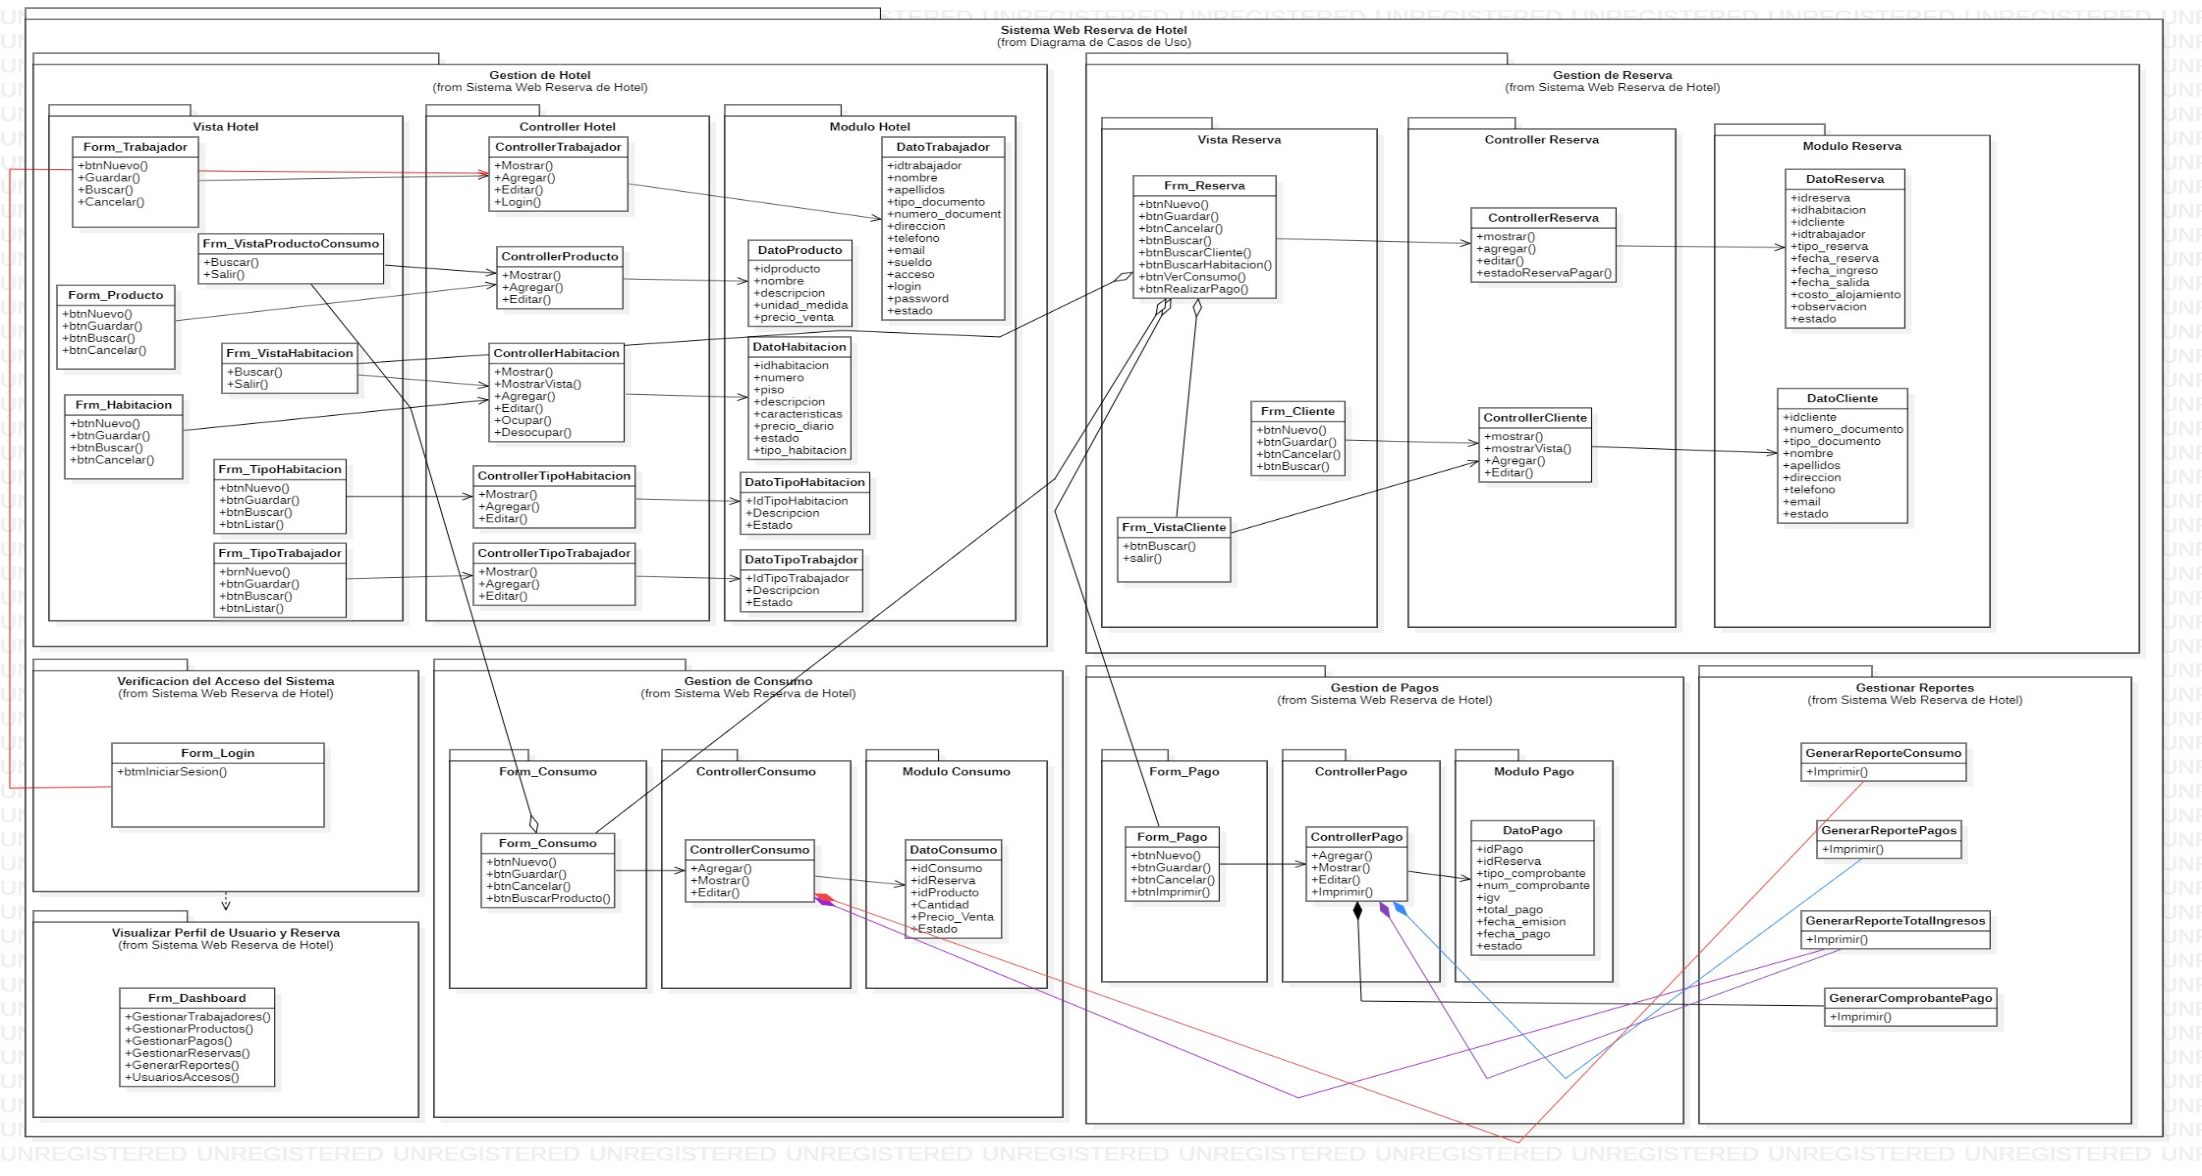 Sistema Web Reserva de Hotel
(from Diagrama de Casos de Uso)
Gestion de Hotel
(from Sistema Web Reserva de Hotel)
Vista Hotel
Form_Trabajador
+btnNuevo()
+Guardar()
+Buscar()
+Cancelar()
Frm_VistaProductoConsumo
+Buscar()
+Salir()
Form_Producto
+btnNuevo()
+btnGuardar()
+btnBuscar()
+btnCancelar()
Frm_VistaHabitacion
+Buscar()
+Salir()
Frm_Habitacion
+btnNuevo()
+btnGuardar()
+btnBuscar()
+btnCancelar()
Frm_TipoHabitacion
+btnNuevo()
+btnGuardar()
+btnBuscar()
+btnListar()
Frm_TipoTrabajador
+brnNuevo()
+btnGuardar()
+btnBuscar()
+btnListar()
Controller Hotel
ControllerTrabajador
+Mostrar()
+Agregar()
+Editar()
+Login()
ControllerProducto
+Mostrar()
+Agregar()
+Editar()
ControllerHabitacion
+Mostrar()
+MostrarVista()
+Agregar()
+Editar()
+Ocupar()
+Desocupar()
ControllerTipoHabitacion
+Mostrar()
+Agregar()
+Editar()
ControllerTipoTrabajador
+Mostrar()
+Agregar()
+Editar()
Modulo Hotel
DatoTrabajador
+idtrabajador
+nombre
+apellidos
+tipo_documento
+numero_document
+direccion
+telefono
+email
+sueldo
+acceso
+login
+password
+estado
DatoProducto
+idproducto
+nombre
+descripcion
+unidad_medida
+precio_venta
DatoHabitacion
+idhabitacion
+numero
+piso
+descripcion
+caracteristicas
+precio_diario
+estado
+tipo_habitacion
DatoTipoHabitacion
+IdTipoHabitacion
+Descripcion
+Estado
DatoTipoTrabajdor
+IdTipoTrabajador
+Descripcion
+Estado
Gestion de Reserva
(from Sistema Web Reserva de Hotel)
Vista Reserva
Frm_Reserva
+btnNuevo()
+btnGuardar()
+btnCancelar()
+btnBuscar()
+btnBuscarCliente()
+btnBuscarHabitacion()
+btnVerConsumo()
+btnRealizarPago()
Frm_Cliente
+btnNuevo()
+btnGuardar()
+btnCancelar()
+btnBuscar()
Frm_VistaCliente
+btnBuscar()
+salir()
Controller Reserva
ControllerReserva
+mostrar()
+agregar()
+editar()
+estadoReservaPagar()
ControllerCliente
+mostrar()
+mostrarVista()
+Agregar()
+Editar()
Modulo Reserva
DatoReserva
+idreserva
+idhabitacion
+idcliente
+idtrabajador
+tipo_reserva
+fecha_reserva
+fecha_ingreso
+fecha_salida
+costo_alojamiento
+observacion
+estado
DatoCliente
+idcliente
+numero_documento
+tipo_documento
+nombre
+apellidos
+direccion
+telefono
+email
+estado
Verificacion del Acceso del Sistema
(from Sistema Web Reserva de Hotel)
Form_Login
+btmIniciarSesion()
Visualizar Perfil de Usuario y Reserva
(from Sistema Web Reserva de Hotel)
Frm_Dashboard
+GestionarTrabajadores()
+GestionarProductos()
+GestionarPagos()
+GestionarReservas()
+GenerarReportes()
+UsuariosAccesos()
Gestion de Consumo
(from Sistema Web Reserva de Hotel)
Form_Consumo
Form_Consumo
+btnNuevo()
+btnGuardar()
+btnCancelar()
+btnBuscarProducto()
ControllerConsumo
ControllerConsumo
+Agregar()
+Mostrar()
+Editar()
Modulo Consumo
DatoConsumo
+idConsumo
+idReserva
+idProducto
+Cantidad
+Precio_Venta
+Estado
Gestion de Pagos
(from Sistema Web Reserva de Hotel)
Form_Pago
Form_Pago
+btnNuevo()
+btnGuardar()
+btnCancelar()
+btnImprimir()
ControllerPago
ControllerPago
+Agregar()
+Mostrar()
+Editar()
+Imprimir()
Modulo Pago
DatoPago
+idPago
+idReserva
+tipo_comprobante
+num_comprobante
+igv
+total_pago
+fecha_emision
+fecha_pago
+estado
Gestionar Reportes
(from Sistema Web Reserva de Hotel)
GenerarReporteConsumo
+Imprimir()
GenerarReportePagos
+Imprimir()
GenerarReporteTotalIngresos
+Imprimir()
GenerarComprobantePago
+Imprimir()
UNREGISTERED UNREGISTERED UNREGISTERED UNREGISTERED UNREGISTERED UNREGISTERED UNREGISTERED UNREGISTERED UNREGISTERED UNREGISTERED UNREGISTERED